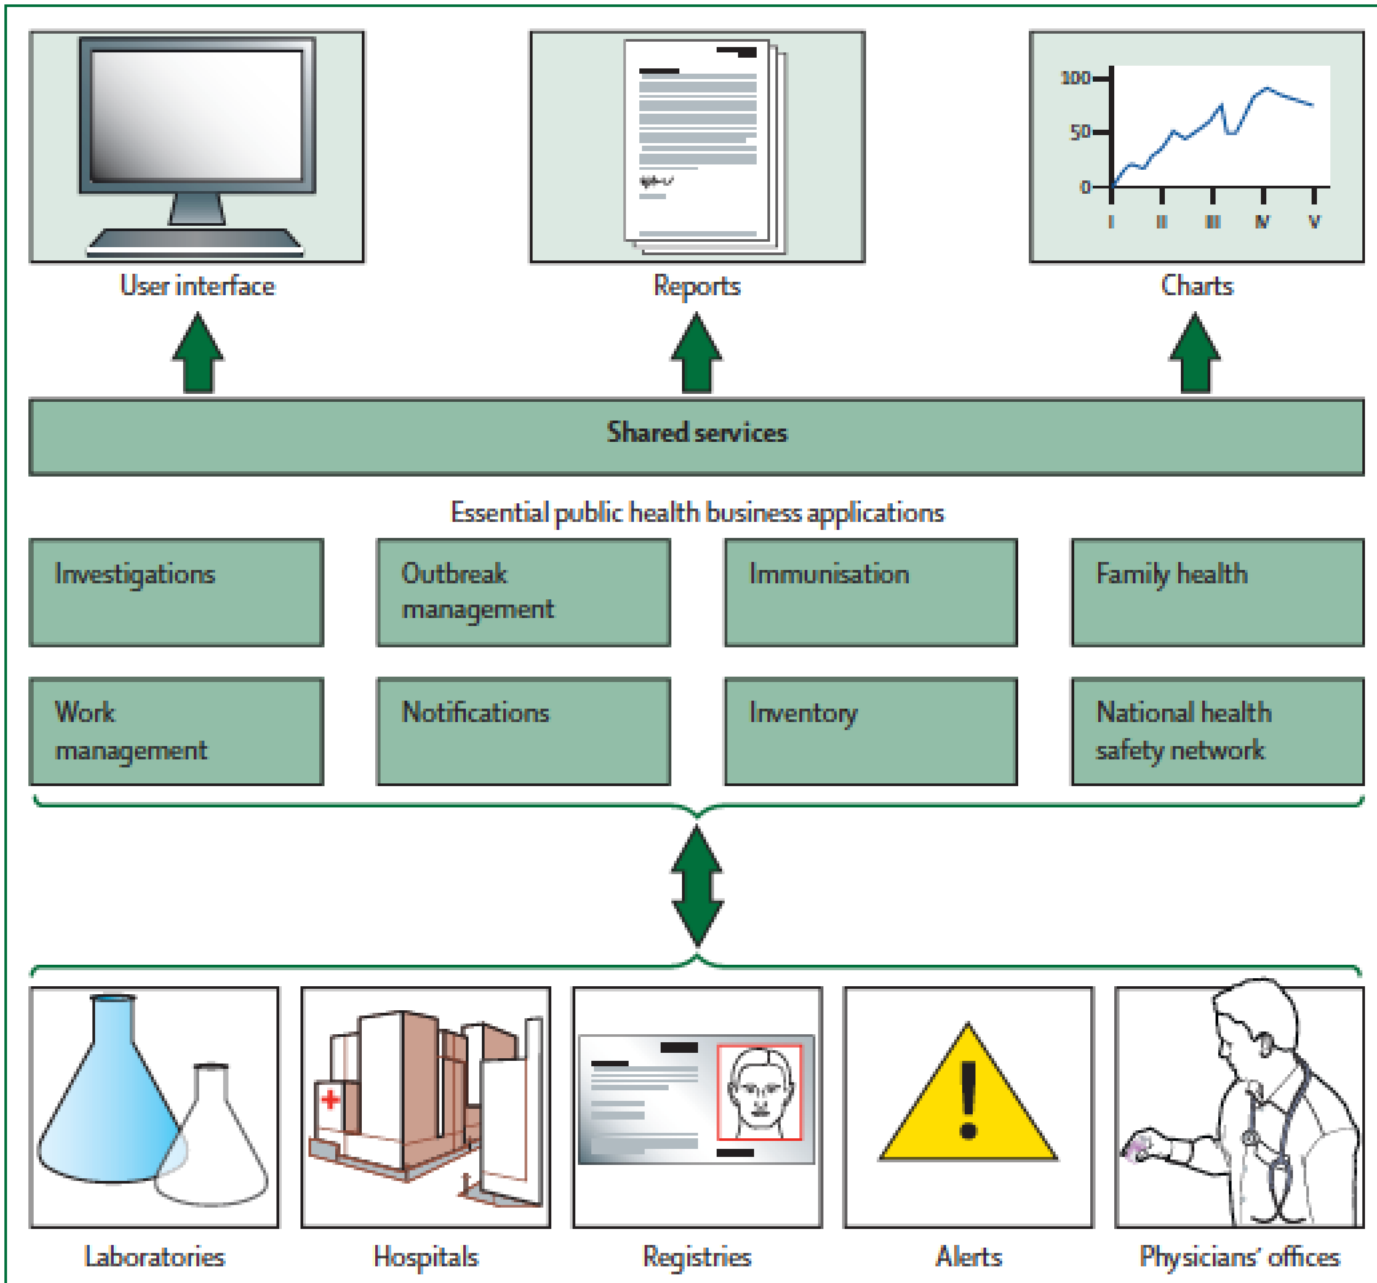 100
50
0
I II III IV V
User interface
Reports
Charts
Shared services
Essential public health business applications
Investigations
Outbreak
management
Immunisation
Family health
Work
management
Notifications
Inventory
National health
safety network
!
Laboratories
Hospitals
Registries
Alerts
Physicians' offices